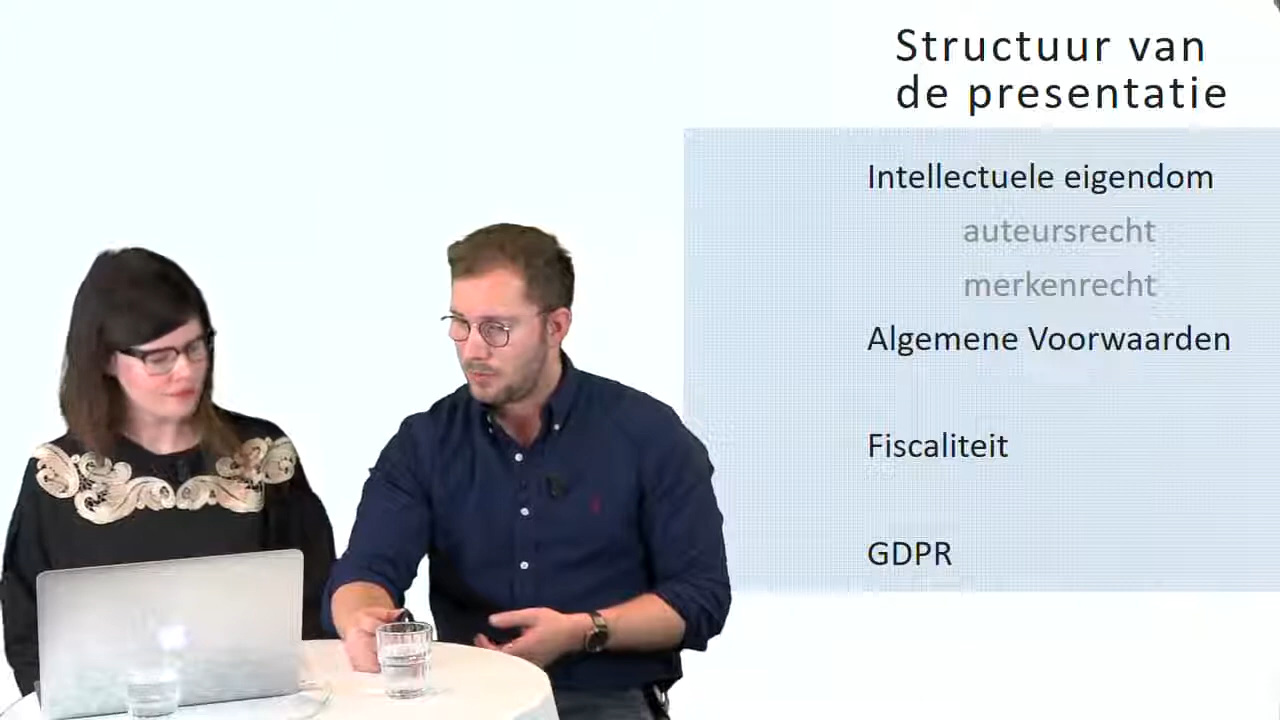 Structuur van
de presentatie
Intellectuele eigendom
auteursrecht
merkenrecht
Algemene Voorwaarden
Fiscaliteit
GDPR